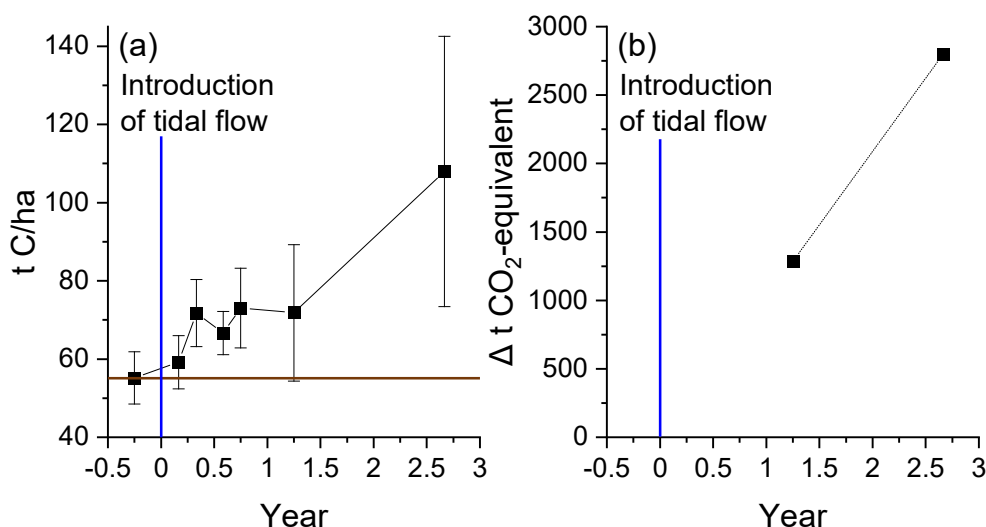 (a)
Introduction
of tidal flow
t C/ha
140
120
100
80
60
40
-0.5 0 0.5 1 1.5 2 2.5 3
Year
(b)
Introduction
of tidal flow
Δ t CO₂-equivalent
3000
2500
2000
1500
1000
500
0
-0.5 0 0.5 1 1.5 2 2.5 3
Year